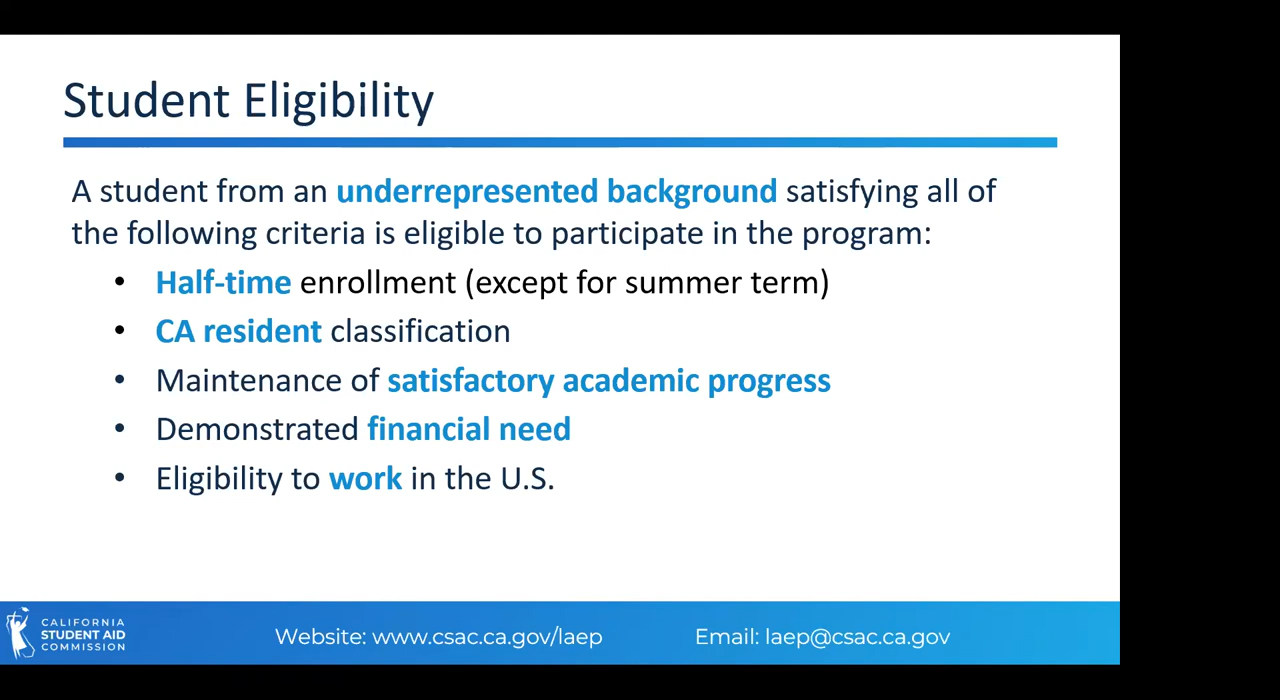 Student Eligibility
A student from an underrepresented background satisfying all of
the following criteria is eligible to participate in the program:
• Half-time enrollment (except for summer term)
• CA resident classification
• Maintenance of satisfactory academic progress
• Demonstrated financial need
• Eligibility to work in the U.S.
CALIFORNIA
STUDENT AID
COMMISSION
Website: www.csac.ca.gov/laep
Email: laep@csac.ca.gov